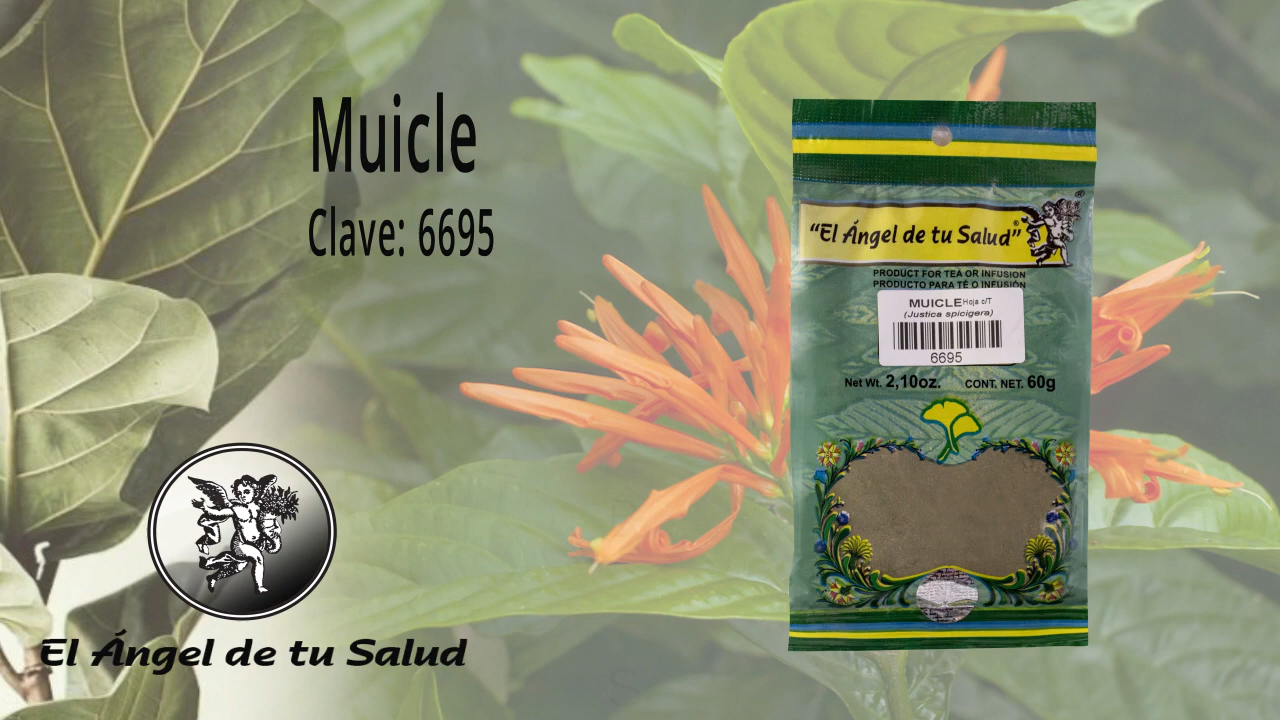 Muicle
Clave: 6695
"El Ángel de tu Salud"®
®
PRODUCT FOR TEA OR INFUSION
PRODUCTO PARA TÉ O INFUSIÓN
MUICLE Hoja c/T
(Justica spicigera)
6695
Net Wt. 2,10oz. CONT. NET. 60g
El Ángel de tu Salud